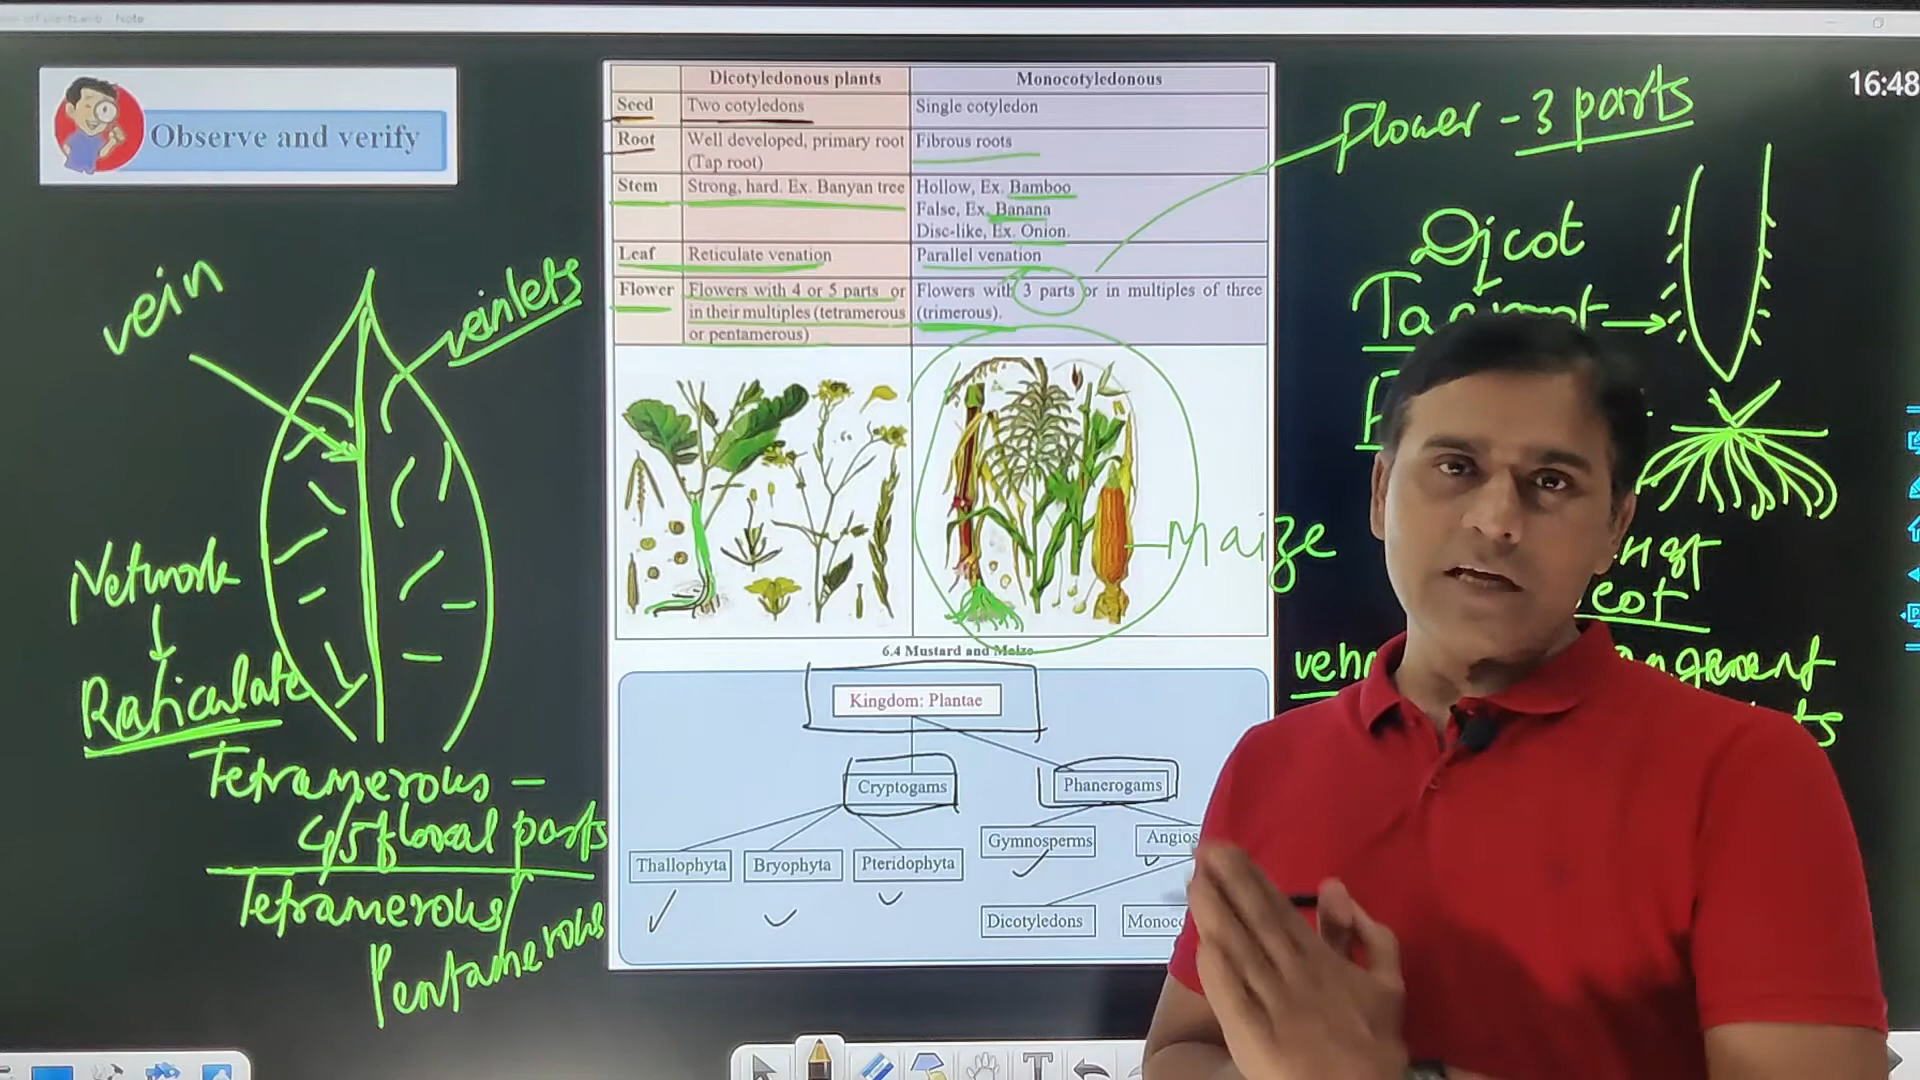 16:48
Observe and verify
Dicotyledonous plants Monocotyledonous
Seed Two cotyledons Single cotyledon
Root Well developed, primary root Fibrous roots
(Tap root)
Stem Strong, hard. Ex. Banyan tree Hollow, Ex. Bamboo
False, Ex. Banana
Disc-like, Ex. Onion.
Leaf Reticulate venation Parallel venation
Flower Flowers with 4 or 5 parts or Flowers with 3 parts or in multiples of three
in their multiples (tetramerous (trimerous).
or pentamerous)
Flower - 3 parts
Dicot
vein
veinlets
Maize
Network
Raticulate
Tetramerous -
4/5 floral parts
Tetramerous/
Pentamerous
cot
6.4 Mustard and Maize
Kingdom: Plantae
Cryptogams Phanerogams
Gymnosperms Angios
Thallophyta Bryophyta Pteridophyta
Dicotyledons Monoc